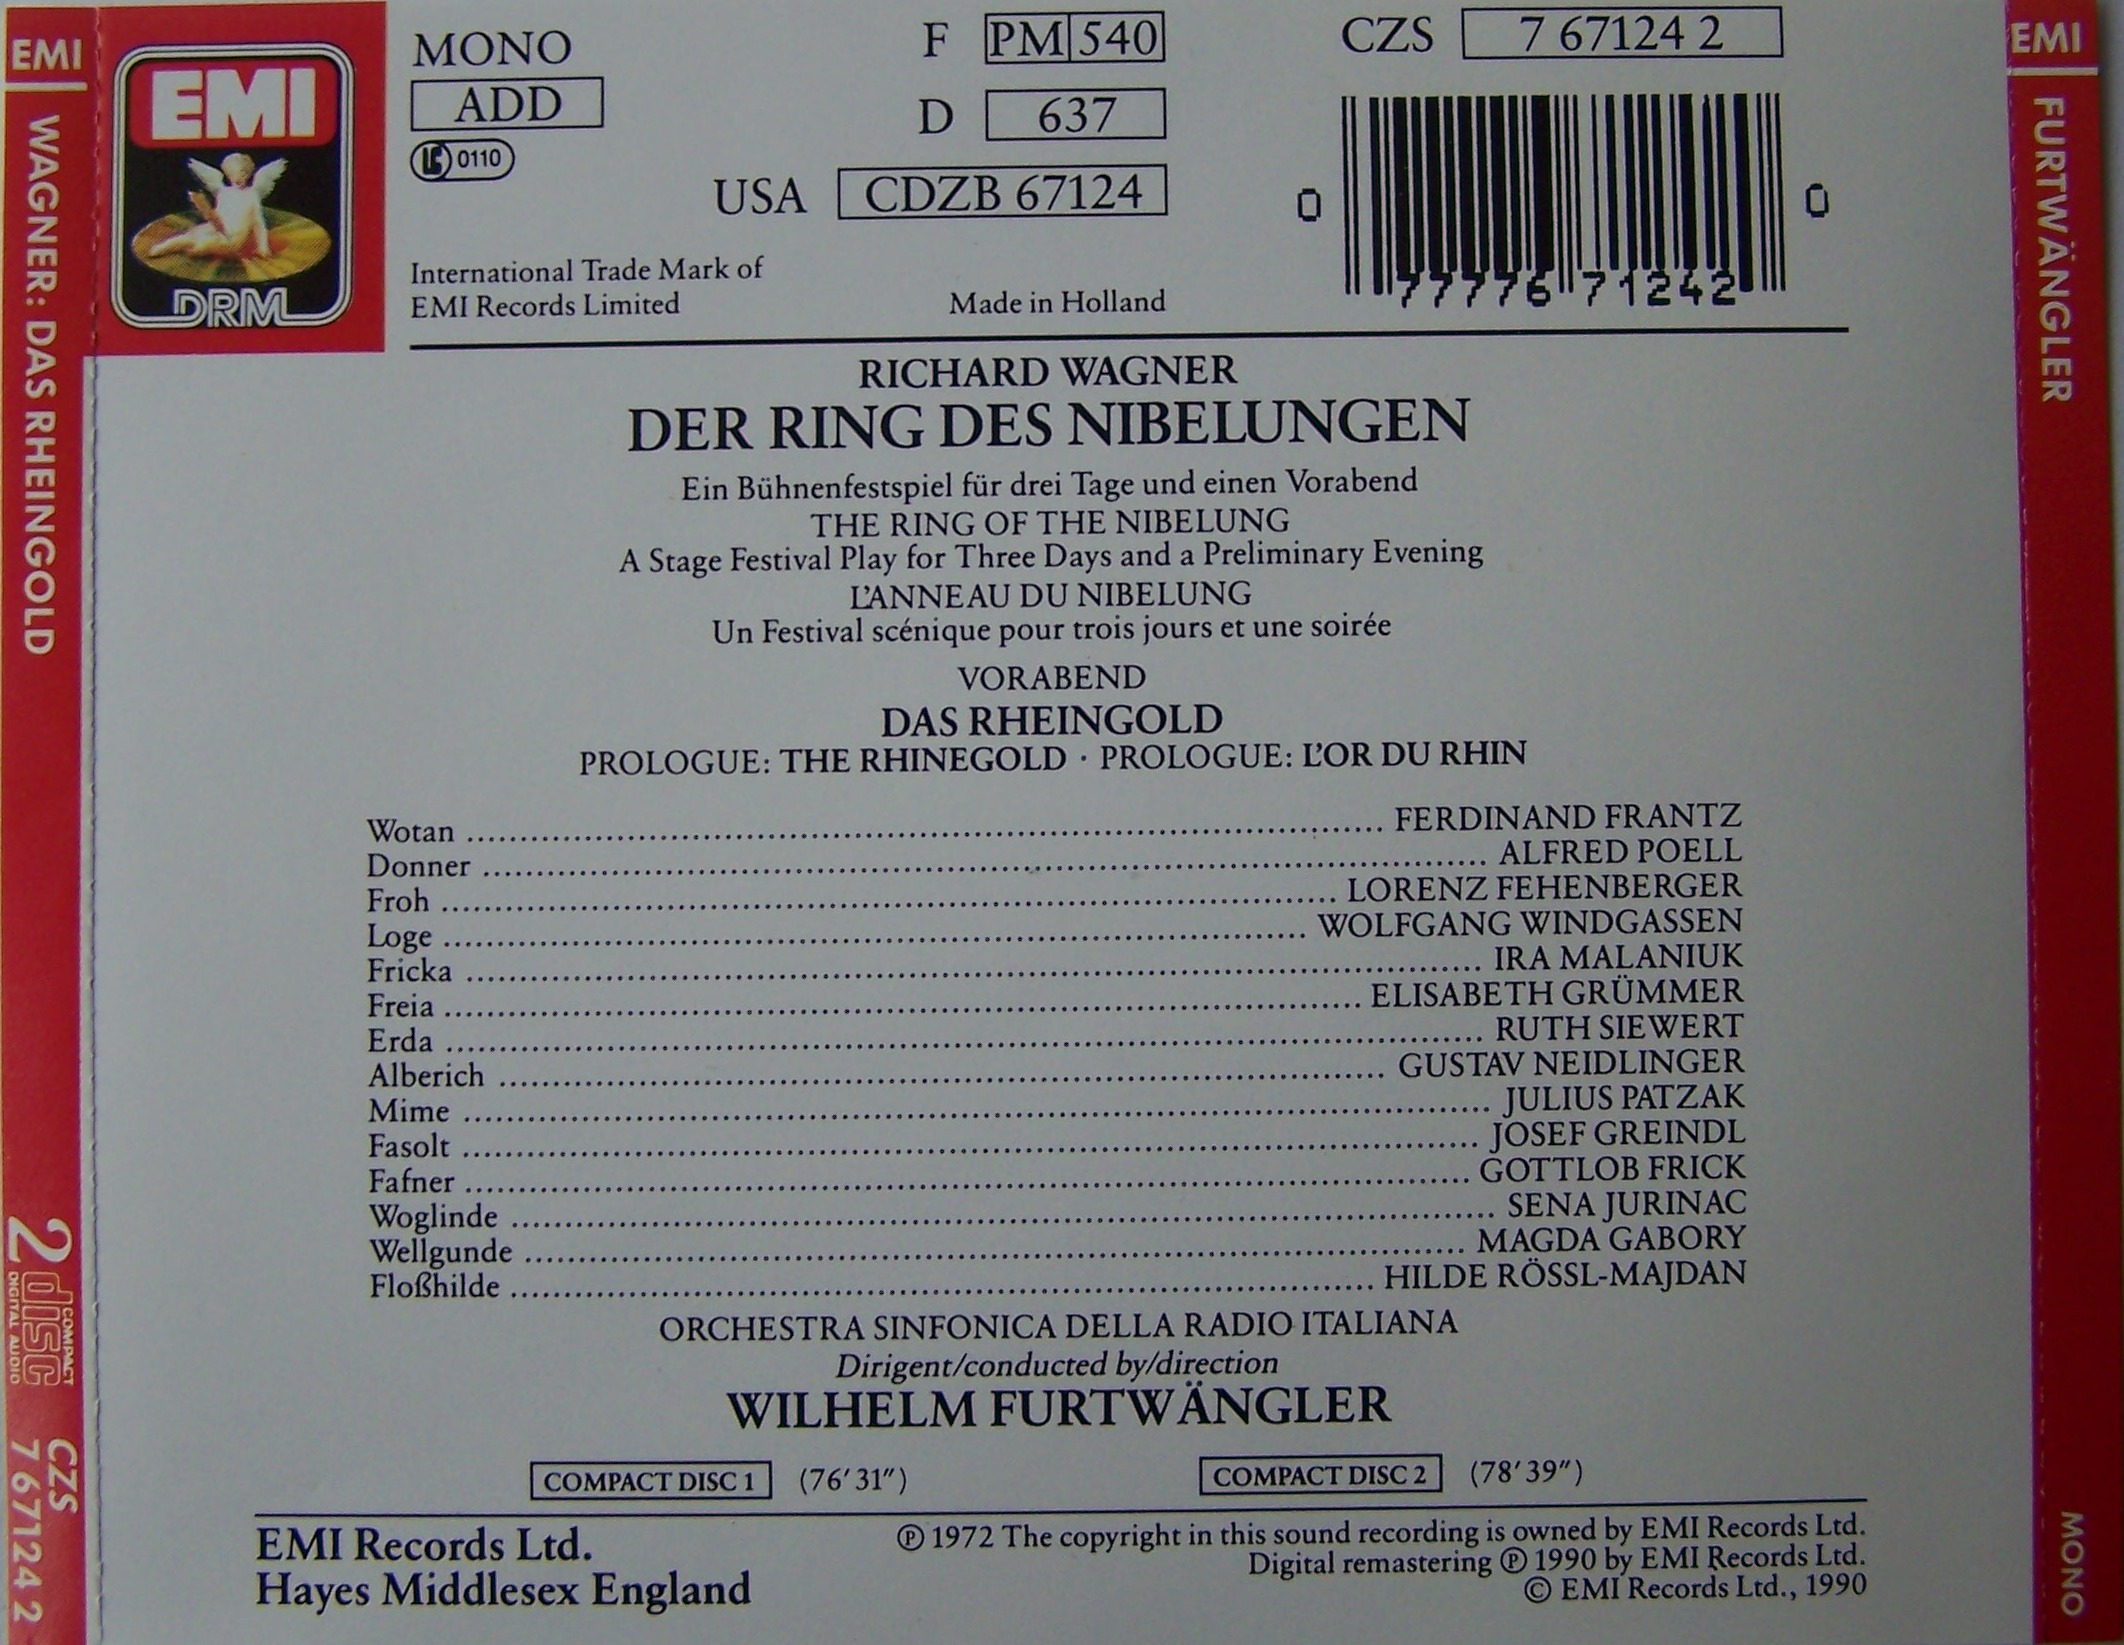 EMI
WAGNER: DAS RHEINGOLD
2
COMPACT
disc
DIGITAL AUDIO
CZS
7 67124 2
EMI
DRM
MONO
ADD
LC 0110
International Trade Mark of
EMI Records Limited
F PM 540
D 637
USA CDZB 67124
Made in Holland
CZS 7 67124 2
0 77776 71242 0
RICHARD WAGNER
DER RING DES NIBELUNGEN
Ein Bühnenfestspiel für drei Tage und einen Vorabend
THE RING OF THE NIBELUNG
A Stage Festival Play for Three Days and a Preliminary Evening
L'ANNEAU DU NIBELUNG
Un Festival scénique pour trois jours et une soirée
VORABEND
DAS RHEINGOLD
PROLOGUE: THE RHINEGOLD · PROLOGUE: L'OR DU RHIN
Wotan ........ FERDINAND FRANTZ
Donner ........ ALFRED POELL
Froh ........ LORENZ FEHENBERGER
Loge ........ WOLFGANG WINDGASSEN
Fricka ........ IRA MALANIUK
Freia ........ ELISABETH GRÜMMER
Erda ........ RUTH SIEWERT
Alberich ........ GUSTAV NEIDLINGER
Mime ........ JULIUS PATZAK
Fasolt ........ JOSEF GREINDL
Fafner ........ GOTTLOB FRICK
Woglinde ........ SENA JURINAC
Wellgunde ........ MAGDA GABORY
Floßhilde ........ HILDE RÖSSL-MAJDAN
ORCHESTRA SINFONICA DELLA RADIO ITALIANA
Dirigent/conducted by/direction
WILHELM FURTWÄNGLER
COMPACT DISC 1 (76′31″)
COMPACT DISC 2 (78′39″)
EMI Records Ltd.
Hayes Middlesex England
℗ 1972 The copyright in this sound recording is owned by EMI Records Ltd.
Digital remastering ℗ 1990 by EMI Records Ltd.
© EMI Records Ltd., 1990
EMI
FURTWÄNGLER
MONO